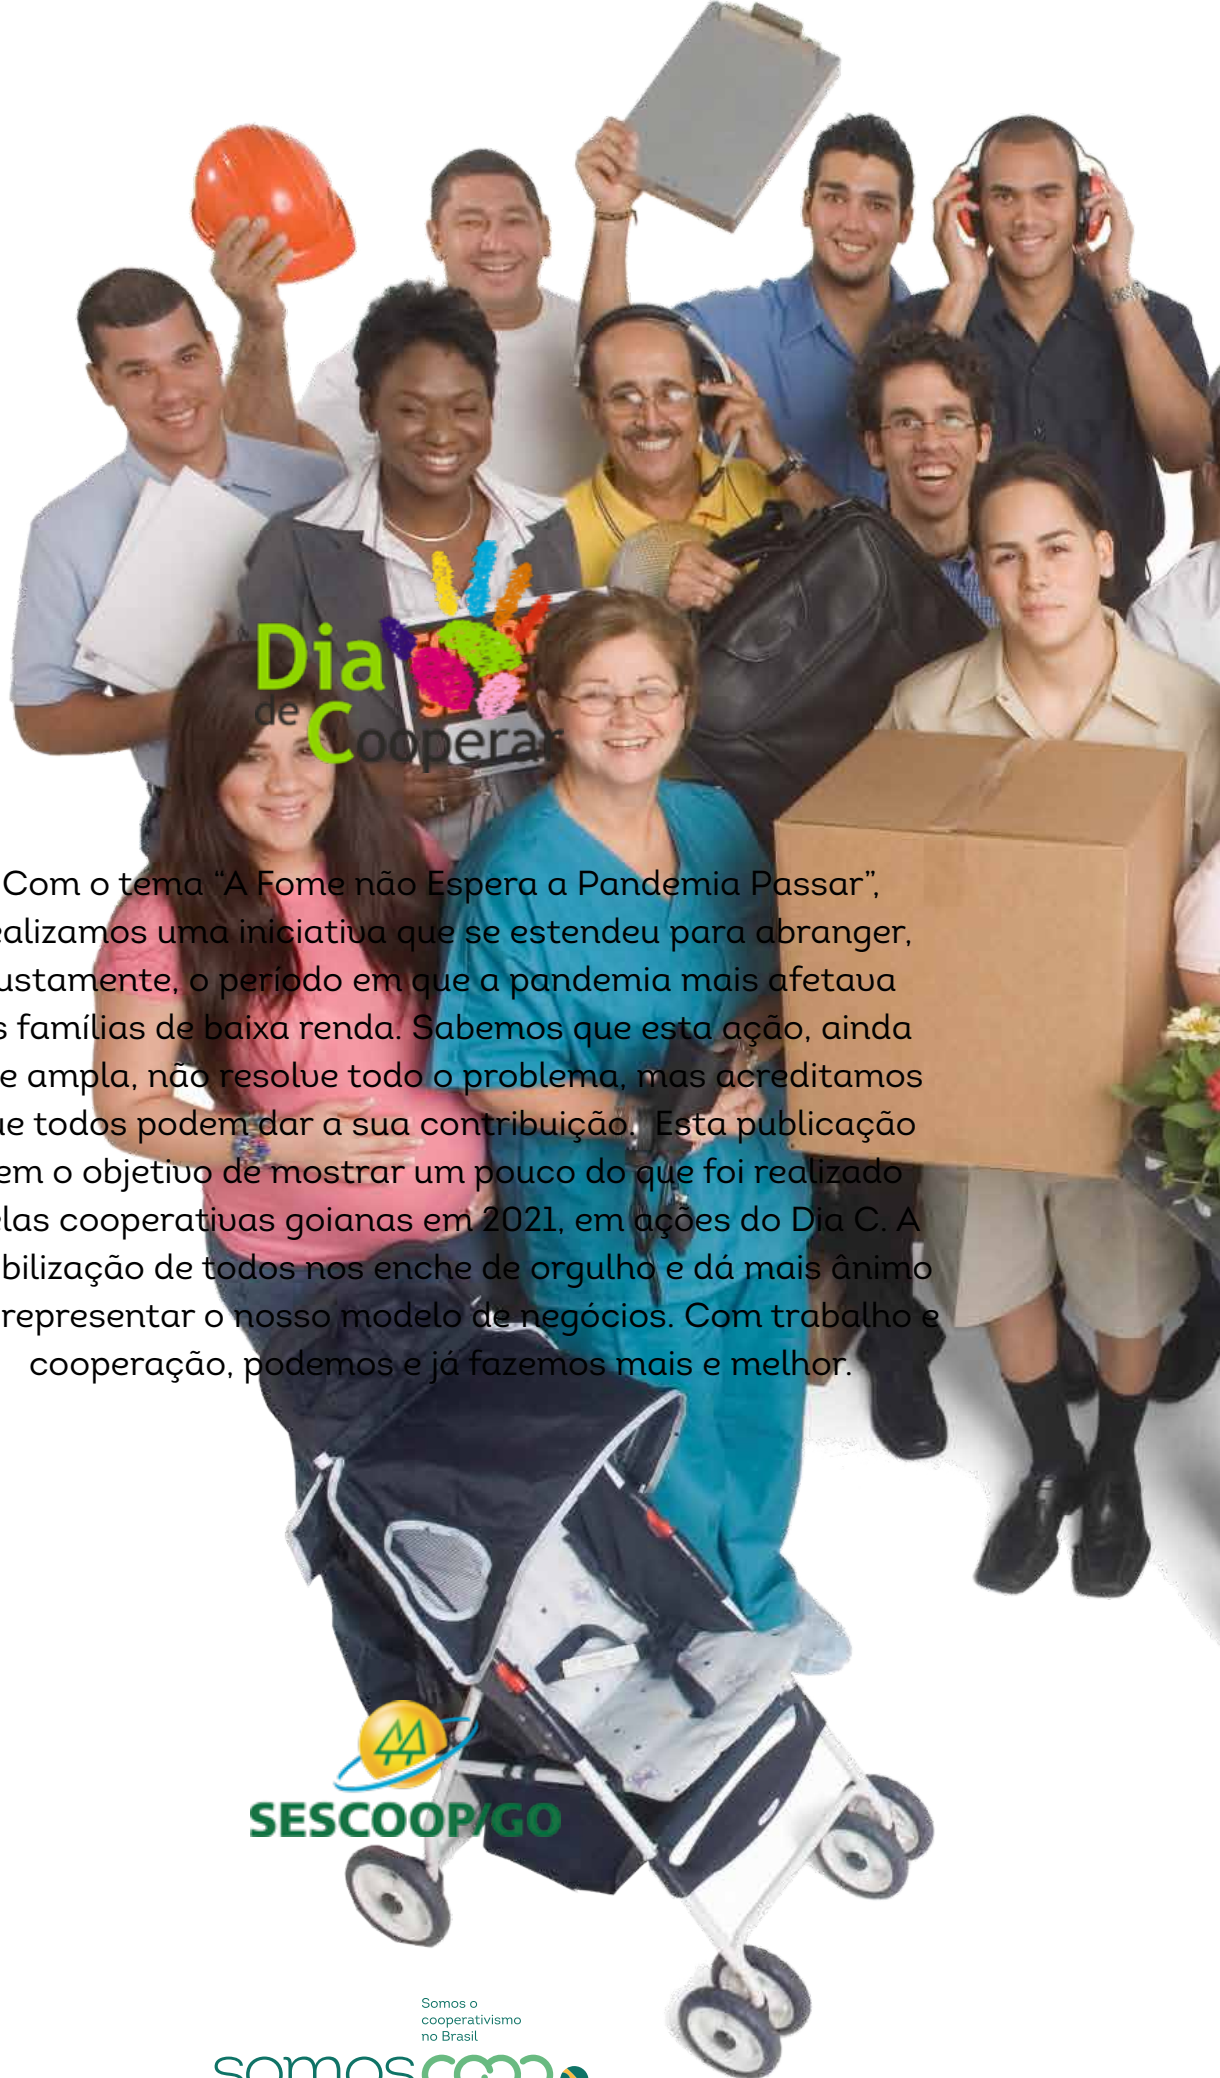 Dia
de
Cooperar
Com o tema “A Fome não Espera a Pandemia Passar”,
ealizamos uma iniciativa que se estendeu para abranger,
ustamente, o período em que a pandemia mais afetava
s famílias de baixa renda. Sabemos que esta ação, ainda
e ampla, não resolve todo o problema, mas acreditamos
ue todos podem dar a sua contribuição. Esta publicação
em o objetivo de mostrar um pouco do que foi realizado
elas cooperativas goianas em 2021, em ações do Dia C. A
bilização de todos nos enche de orgulho e dá mais ânimo
representar o nosso modelo de negócios. Com trabalho e
cooperação, podemos e já fazemos mais e melhor.
SESCOOP/GO
Somos o
cooperativismo
no Brasil
somoscoop